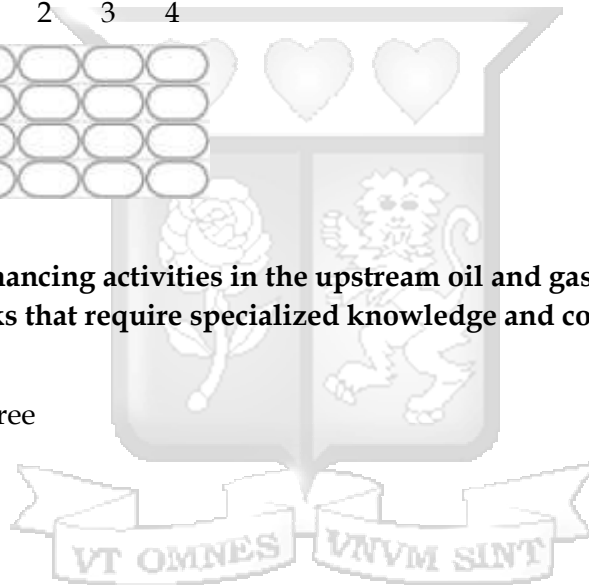 2 3 4
nancing activities in the upstream oil and gas
ks that require specialized knowledge and co
ree
VT OMNES VNVM SINT